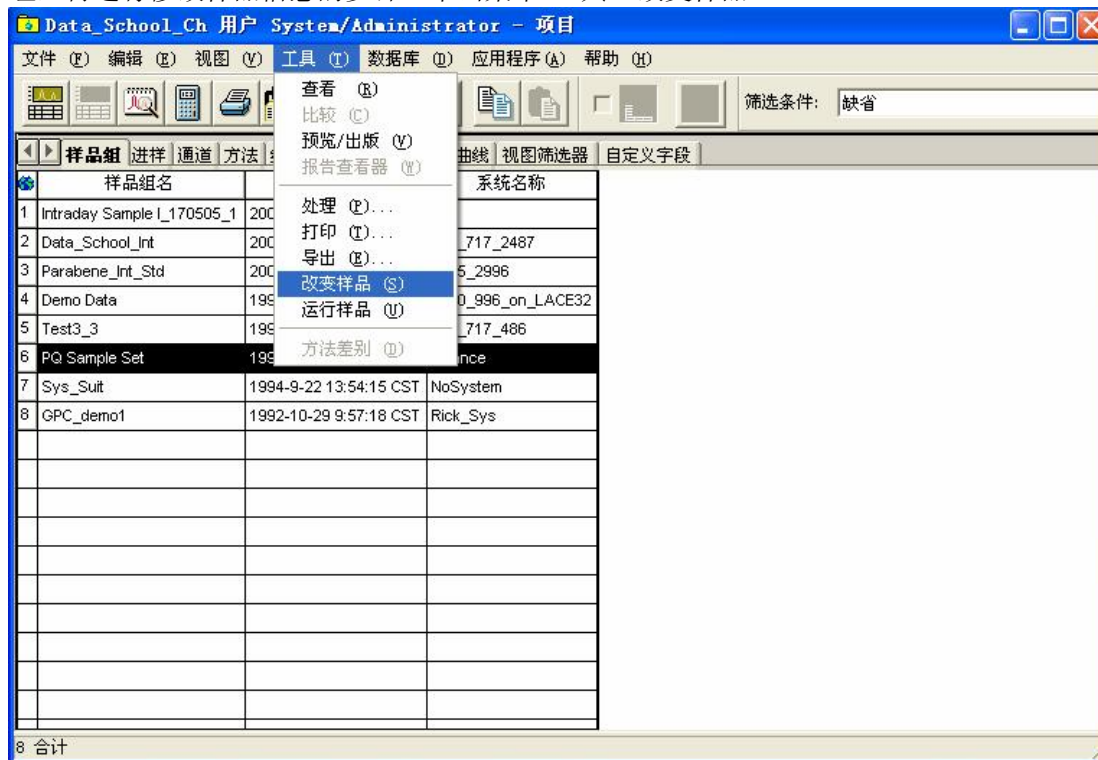 Data_School_Ch 用户 System/Administrator - 项目
文件 (F) 编辑 (E) 视图 (V) 工具 (T) 数据库 (D) 应用程序(A) 帮助 (H)
筛选条件: 缺省
查看 (R)
比较 (C)
预览/出版 (V)
报告查看器 (W)
处理 (P)...
打印 (T)...
导出 (E)...
改变样品 (S)
运行样品 (U)
方法差别 (D)
样品组 进样 通道 方法 曲线 视图筛选器 自定义字段
样品组名 系统名称
1 Intraday Sample I_170505_1 200
2 Data_School_Int 200 _717_2487
3 Parabene_Int_Std 200 5_2996
4 Demo Data 199 0_996_on_LACE32
5 Test3_3 199 _717_486
6 PQ Sample Set 199 nce
7 Sys_Suit 1994-9-22 13:54:15 CST NoSystem
8 GPC_demo1 1992-10-29 9:57:18 CST Rick_Sys
8 合计